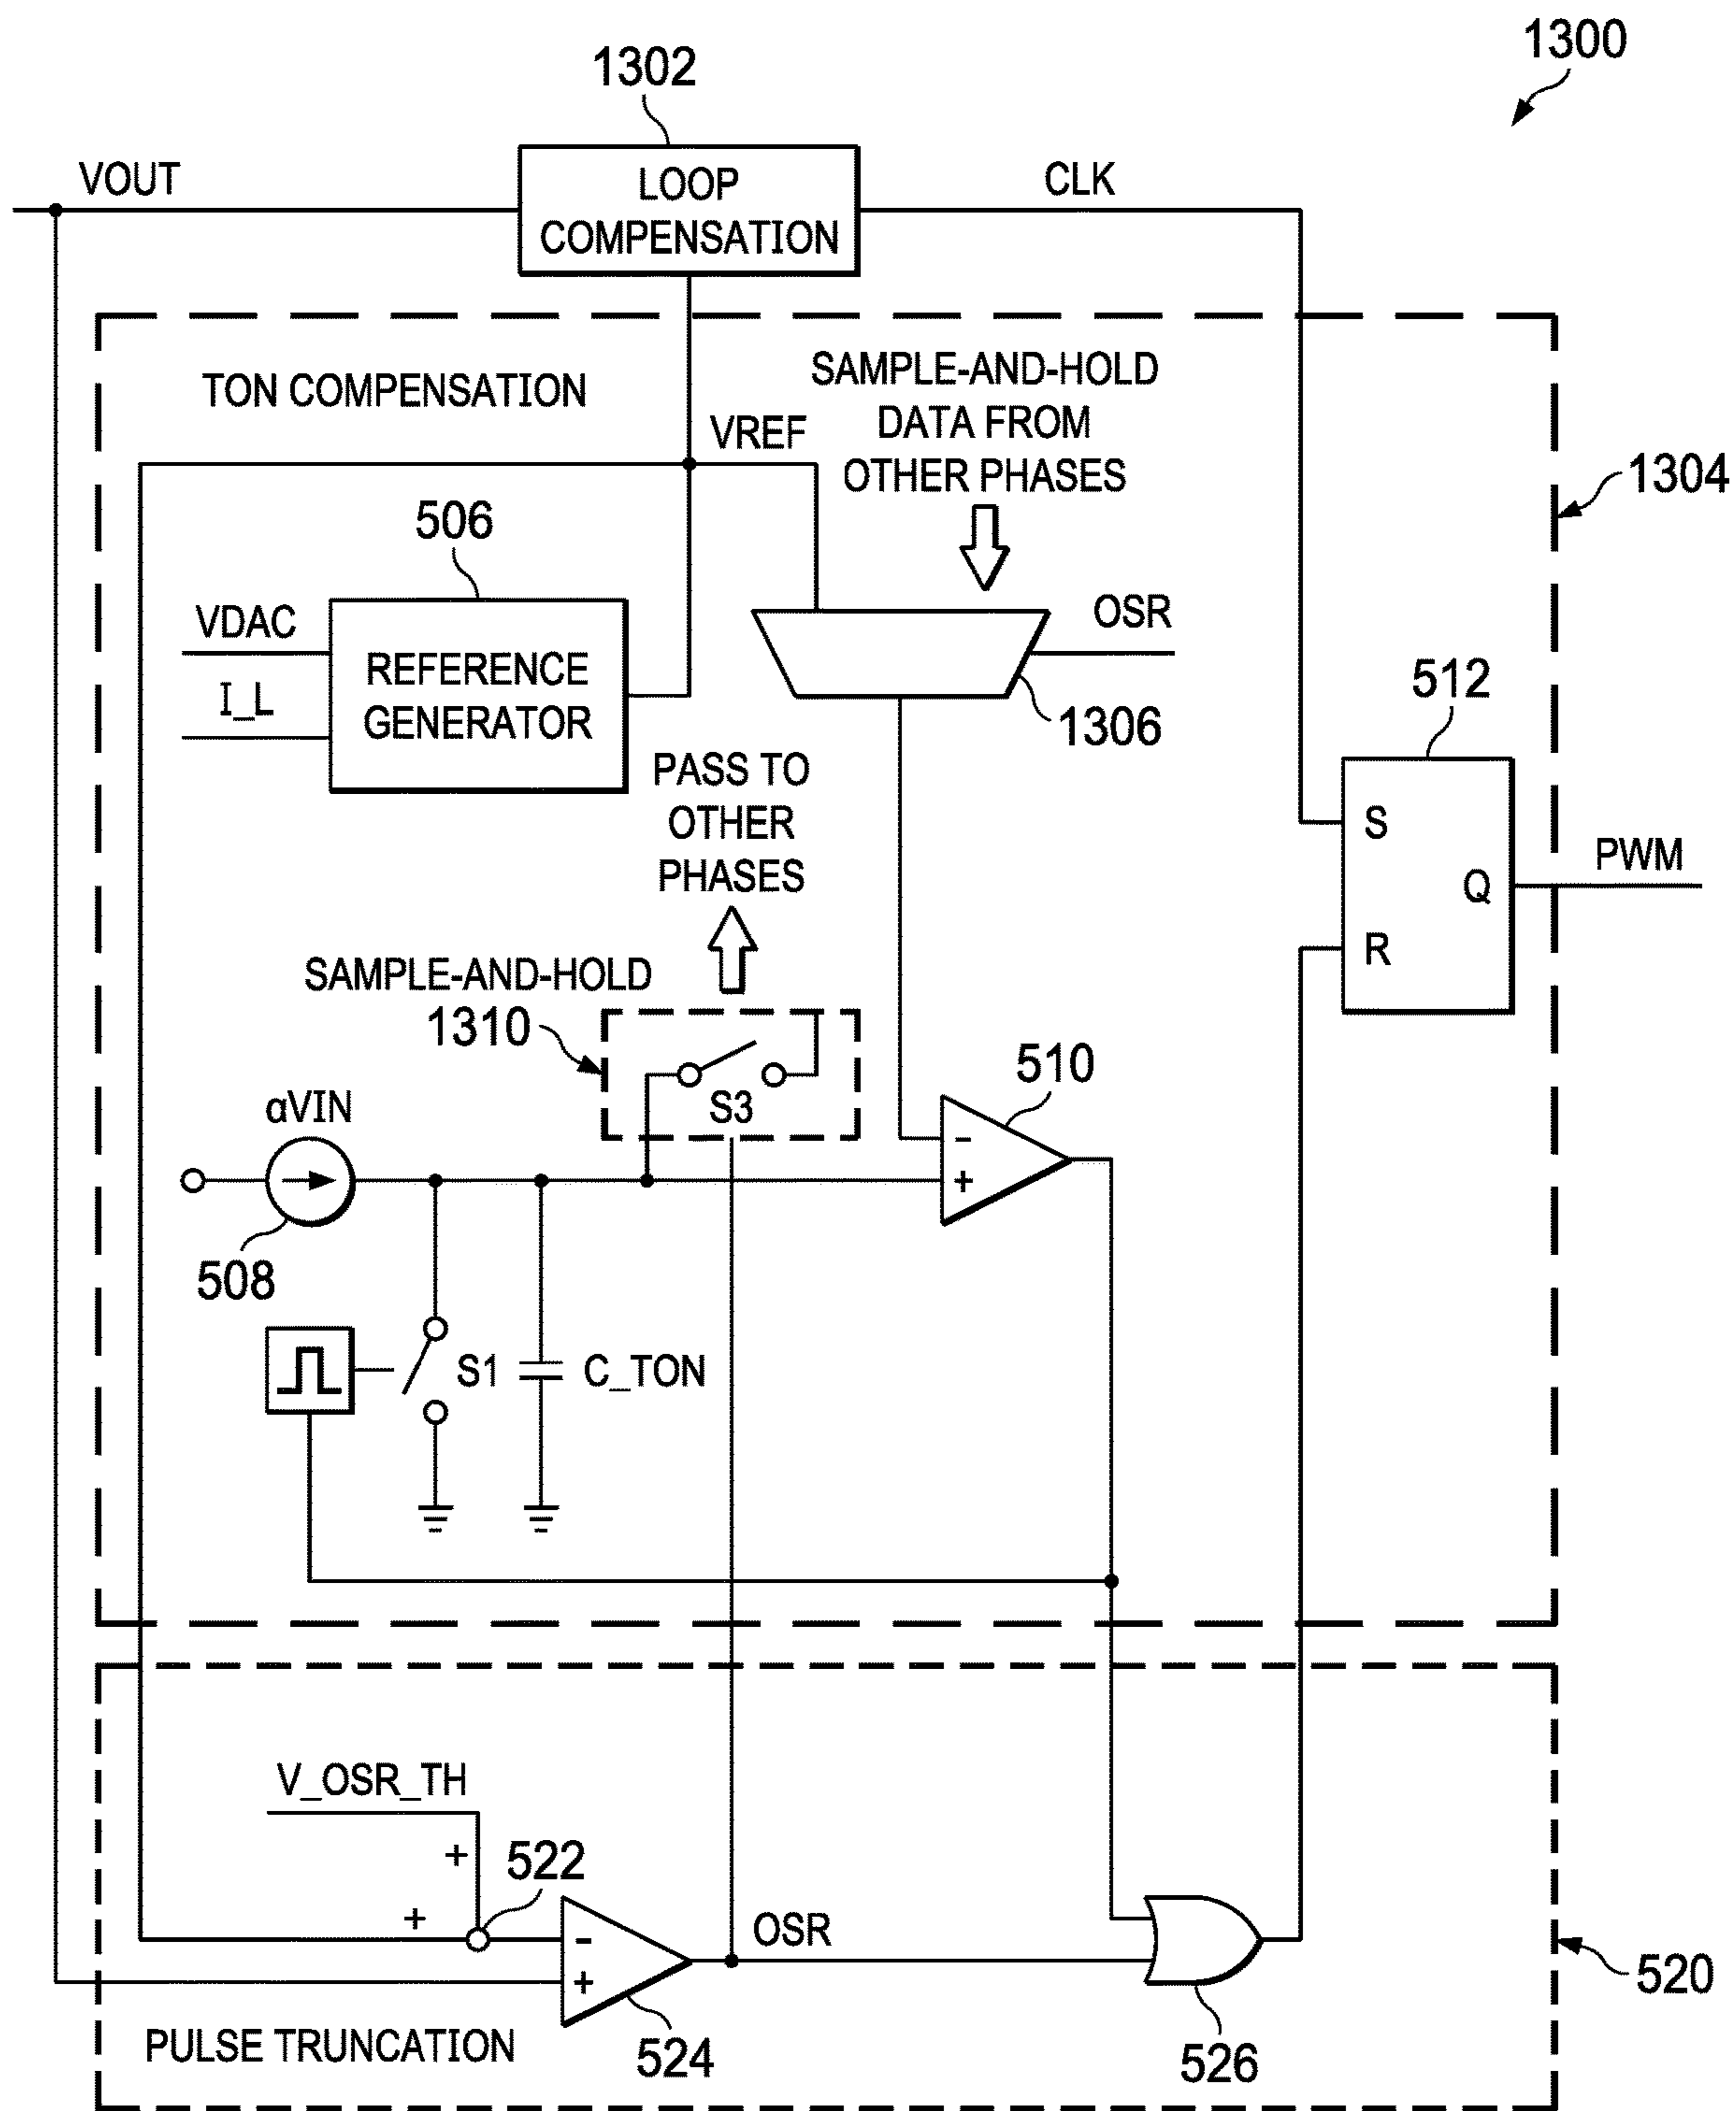 1300
1302
VOUT
LOOP
COMPENSATION
CLK
TON COMPENSATION
SAMPLE-AND-HOLD
DATA FROM
OTHER PHASES
VREF
1304
506
VDAC
I_L
REFERENCE
GENERATOR
OSR
1306
512
S
Q
R
PWM
PASS TO
OTHER
PHASES
SAMPLE-AND-HOLD
1310
S3
510
-
+
αVIN
508
S1
C_TON
V_OSR_TH
+
522
+
-
+
OSR
524
526
520
PULSE TRUNCATION